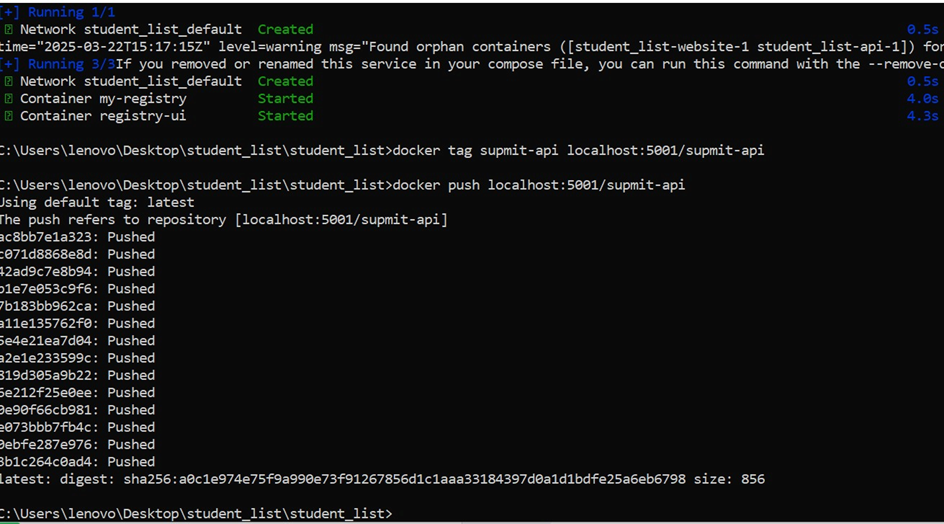 [+] Running 1/1
Network student_list_default Created 0.5s
time="2025-03-22T15:17:15Z" level=warning msg="Found orphan containers ([student_list-website-1 student_list-api-1]) for
[+] Running 3/3If you removed or renamed this service in your compose file, you can run this command with the --remove-o
Network student_list_default Created 0.5s
Container my-registry Started 4.0s
Container registry-ui Started 4.3s
C:\Users\lenovo\Desktop\student_list\student_list>docker tag supmit-api localhost:5001/supmit-api
C:\Users\lenovo\Desktop\student_list\student_list>docker push localhost:5001/supmit-api
Using default tag: latest
The push refers to repository [localhost:5001/supmit-api]
ac8bb7e1a323: Pushed
c071d8868e8d: Pushed
42ad9c7e8b94: Pushed
b1e7e053c9f6: Pushed
7b183bb962ca: Pushed
a11e135762f0: Pushed
5e4e21ea7d04: Pushed
a2e1e233599c: Pushed
819d305a9b22: Pushed
6e212f25e0ee: Pushed
0e90f66cb981: Pushed
e073bbb7fb4c: Pushed
0ebfe287e976: Pushed
3b1c264c0ad4: Pushed
latest: digest: sha256:a0c1e974e75f9a990e73f91267856d1c1aaa33184397d0a1d1bdfe25a6eb6798 size: 856
C:\Users\lenovo\Desktop\student_list\student_list>